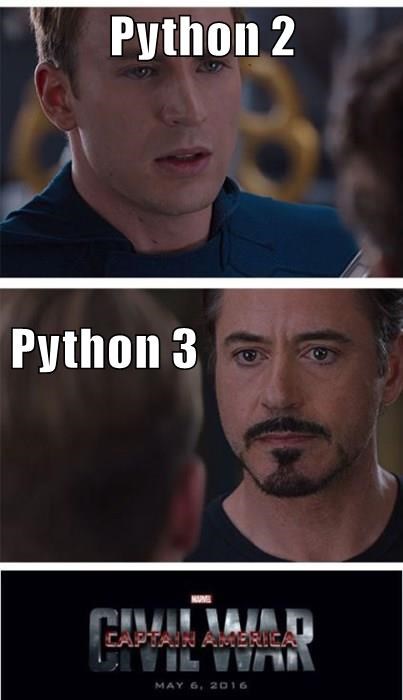 Python 2
Python 3
MARVEL
CIVIL WAR
CAPTAIN AMERICA
MAY 6, 2016